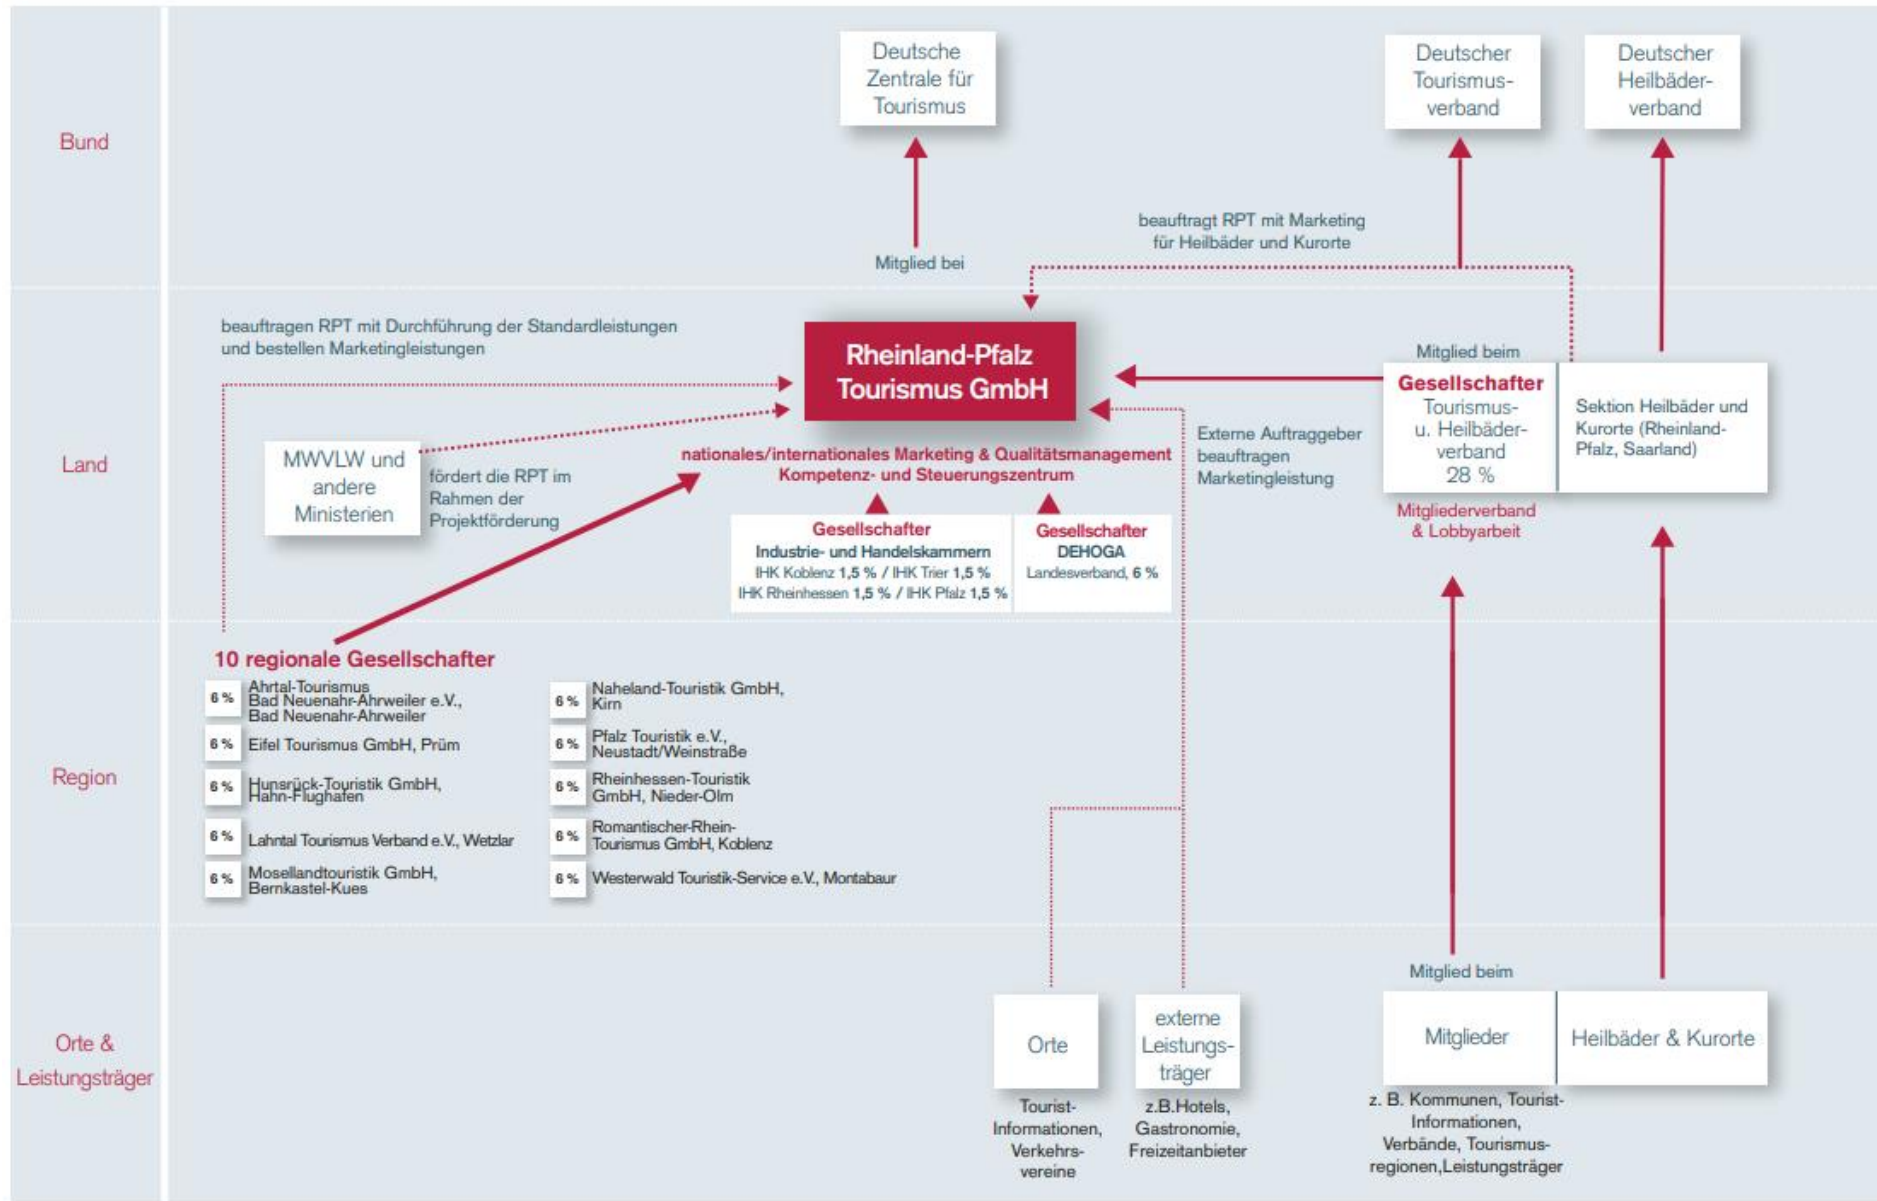 Deutsche
Zentrale für
Tourismus
Deutscher
Tourismus-
verband
Deutscher
Heilbäder-
verband
Bund
beauftragt RPT mit Marketing
für Heilbäder und Kurorte
Mitglied bei
beauftragen RPT mit Durchführung der Standardleistungen
und bestellen Marketingleistungen
Rheinland-Pfalz
Tourismus GmbH
Mitglied beim
Gesellschafter
Tourismus-
u. Heilbäder-
verband
28 %
Sektion Heilbäder und
Kurorte (Rheinland-
Pfalz, Saarland)
Mitgliederverband
& Lobbyarbeit
Externe Auftraggeber
beauftragen
Marketingleistung
Land
MWVLW und
andere
Ministerien
fördert die RPT im
Rahmen der
Projektförderung
nationales/internationales Marketing & Qualitätsmanagement
Kompetenz- und Steuerungszentrum
Gesellschafter
Industrie- und Handelskammern
IHK Koblenz 1,5 % / IHK Trier 1,5 %
IHK Rheinhessen 1,5 % / IHK Pfalz 1,5 %
Gesellschafter
DEHOGA
Landesverband, 6 %
Region
10 regionale Gesellschafter
6 %
Ahrtal-Tourismus
Bad Neuenahr-Ahrweiler e.V.,
Bad Neuenahr-Ahrweiler
6 %
Eifel Tourismus GmbH, Prüm
6 %
Hunsrück-Touristik GmbH,
Hahn-Flughafen
6 %
Lahntal Tourismus Verband e.V., Wetzlar
6 %
Mosellandtouristik GmbH,
Bernkastel-Kues
6 %
Naheland-Touristik GmbH,
Kirn
6 %
Pfalz Touristik e.V.,
Neustadt/Weinstraße
6 %
Rheinhessen-Touristik
GmbH, Nieder-Olm
6 %
Romantischer-Rhein-
Tourismus GmbH, Koblenz
6 %
Westerwald Touristik-Service e.V., Montabaur
Orte &
Leistungsträger
Orte
Tourist-
Informationen,
Verkehrs-
vereine
externe
Leistungs-
träger
z.B.Hotels,
Gastronomie,
Freizeitanbieter
Mitglied beim
Mitglieder
Heilbäder & Kurorte
z. B. Kommunen, Tourist-
Informationen,
Verbände, Tourismus-
regionen,Leistungsträger